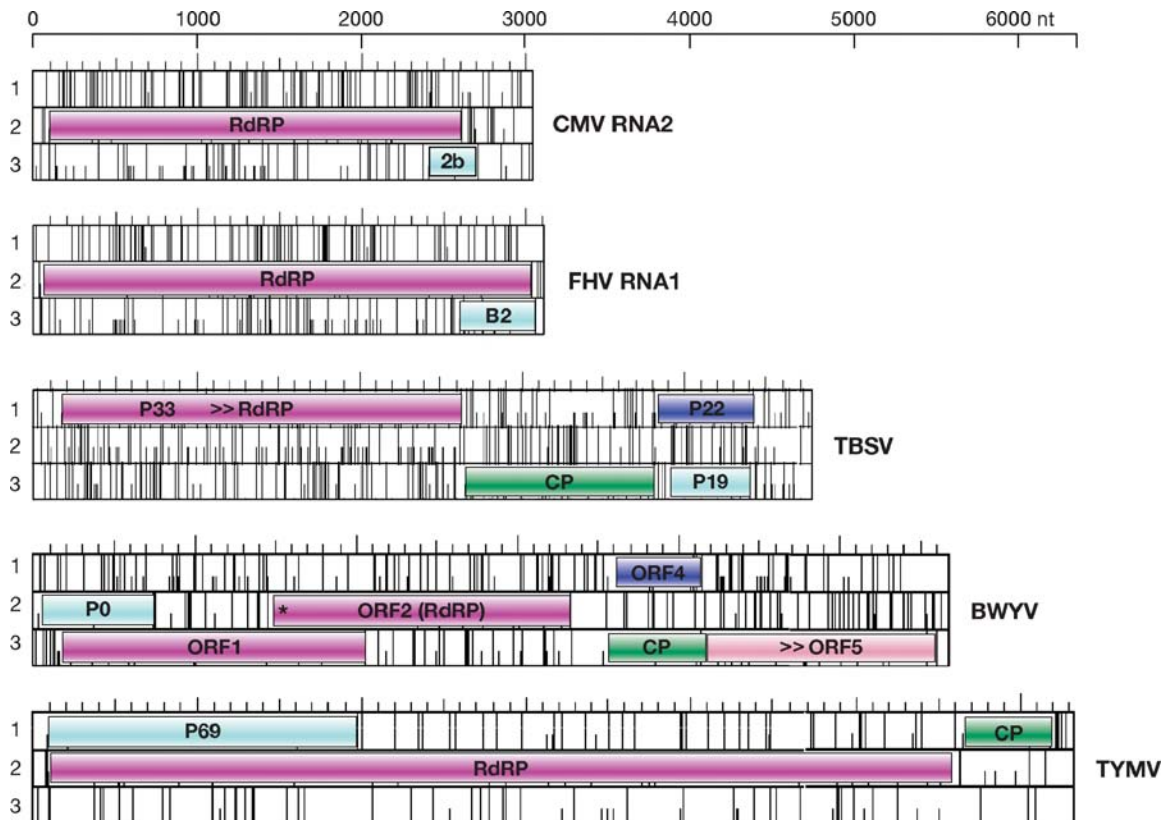 0 1000 2000 3000 4000 5000 6000 nt
1
2 RdRP CMV RNA2
3 2b
1
2 RdRP FHV RNA1
3 B2
1 P33 >> RdRP P22
2 TBSV
3 CP P19
1 ORF4
2 P0 * ORF2 (RdRP) BWYV
3 ORF1 CP >> ORF5
1 P69 CP
2 RdRP TYMV
3